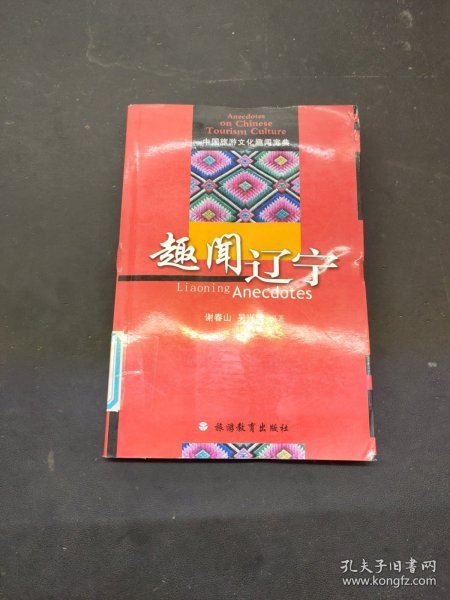 Anecdotes
on Chinese
Tourism Culture
中国旅游文化趣闻宝典
趣闻辽宁
Liaoning Anecdotes
谢春山
旅游教育出版社
孔夫子旧书网
www.kongfz.com